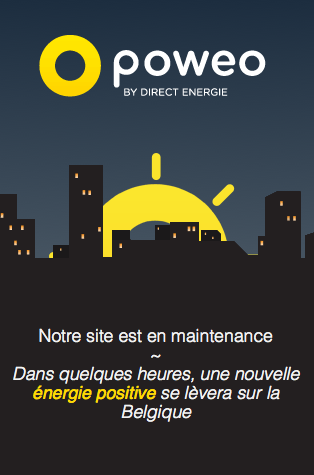 poweo
BY DIRECT ENERGIE
Notre site est en maintenance
~
Dans quelques heures, une nouvelle
énergie positive se lèvera sur la
Belgique